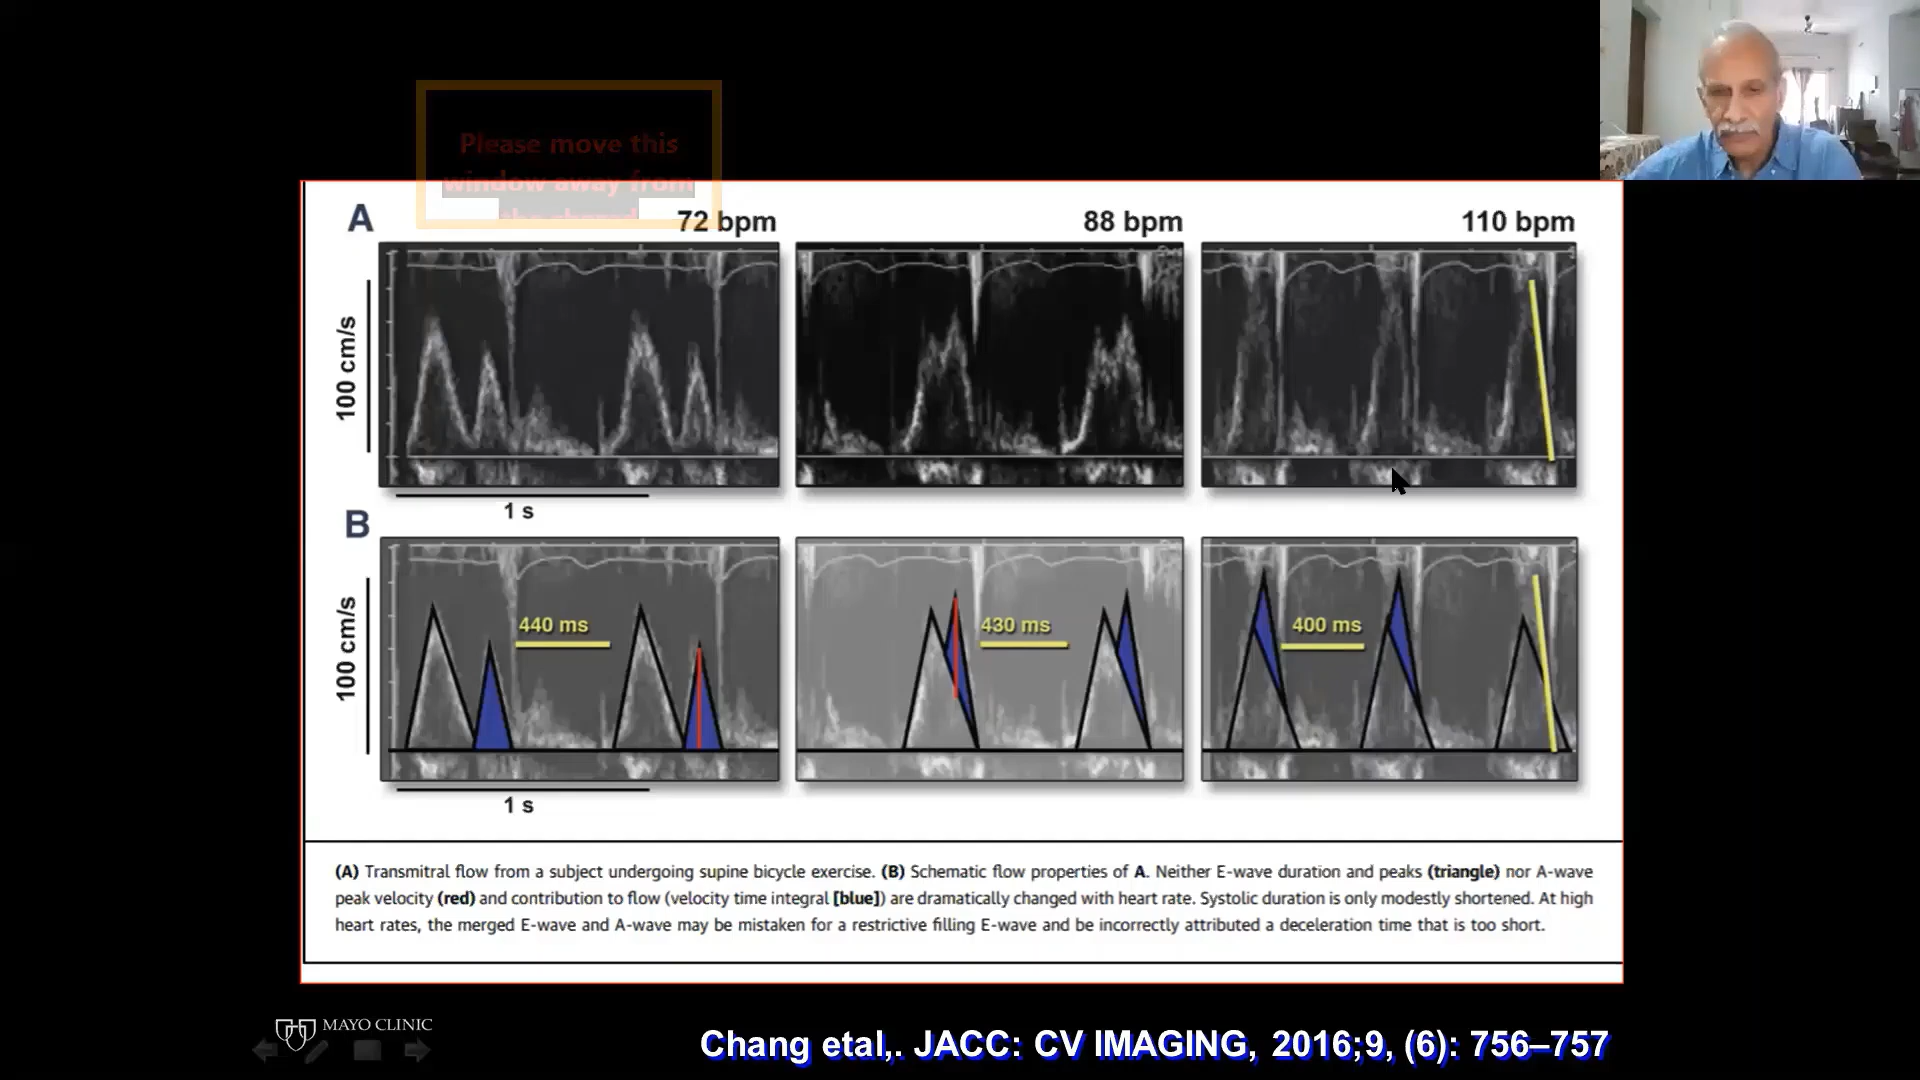 Please move this
window away from
the shared
A
72 bpm
88 bpm
110 bpm
100 cm/s
1 s
B
440 ms
430 ms
400 ms
100 cm/s
1 s
(A) Transmitral flow from a subject undergoing supine bicycle exercise. (B) Schematic flow properties of A. Neither E-wave duration and peaks (triangle) nor A-wave
peak velocity (red) and contribution to flow (velocity time integral [blue]) are dramatically changed with heart rate. Systolic duration is only modestly shortened. At high
heart rates, the merged E-wave and A-wave may be mistaken for a restrictive filling E-wave and be incorrectly attributed a deceleration time that is too short.
MAYO CLINIC
Chang etal,. JACC: CV IMAGING, 2016;9, (6): 756–757